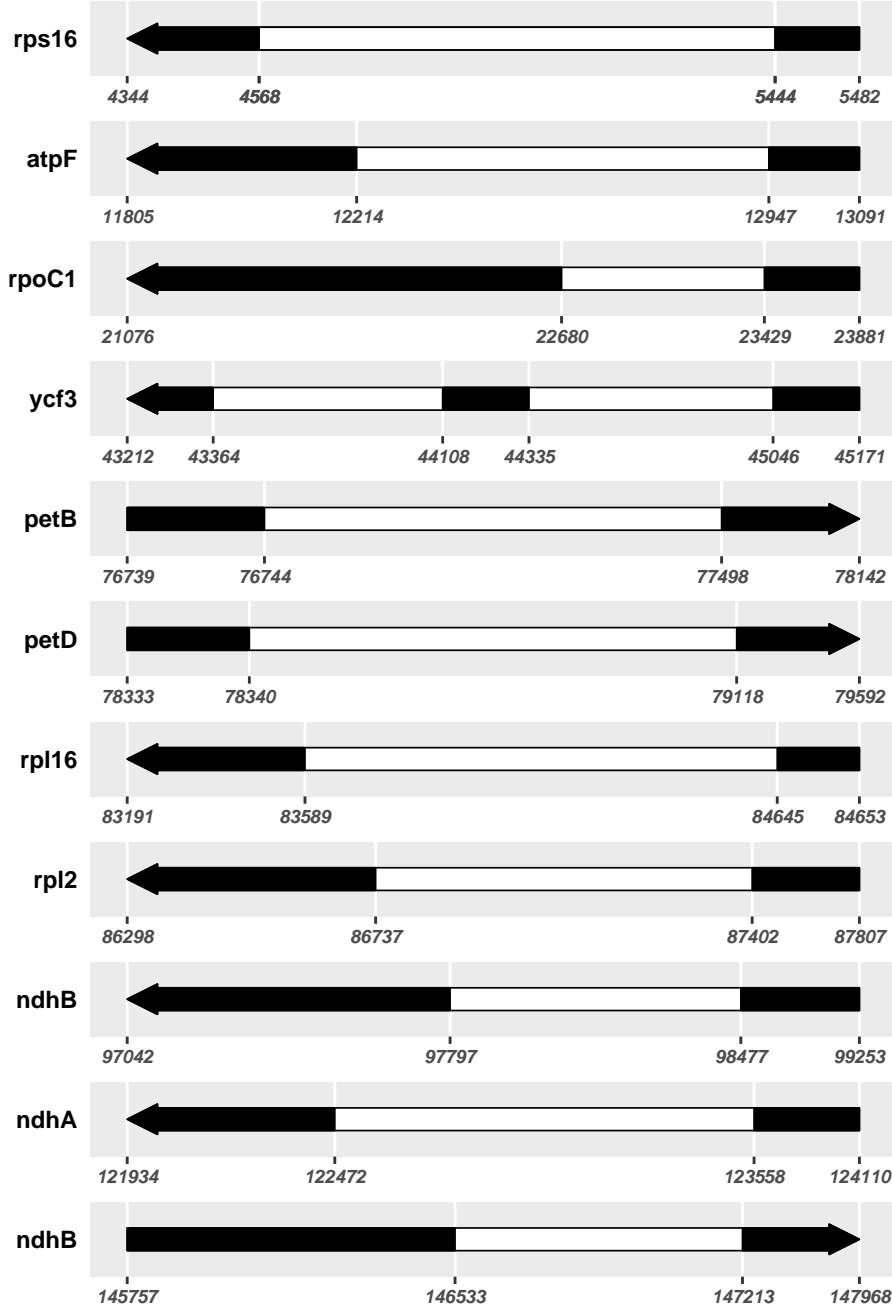 rps16
4344 4568 5444 5482
atpF
11805 12214 12947 13091
rpoC1
21076 22680 23429 23881
ycf3
43212 43364 44108 44335 45046 45171
petB
76739 76744 77498 78142
petD
78333 78340 79118 79592
rpl16
83191 83589 84645 84653
rpl2
86298 86737 87402 87807
ndhB
97042 97797 98477 99253
ndhA
121934 122472 123558 124110
ndhB
145757 146533 147213 147968